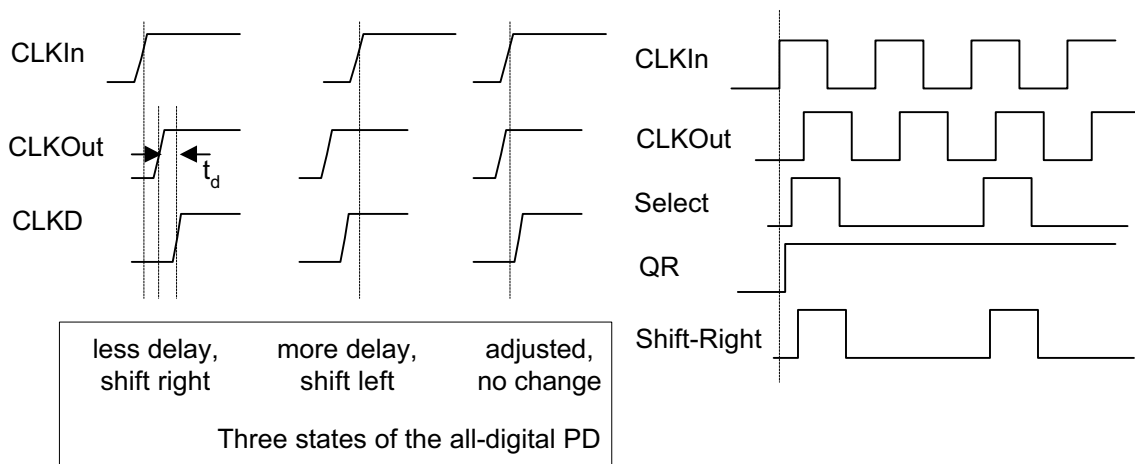 CLKIn
CLKOut
t_d
CLKD
less delay,
shift right
more delay,
shift left
adjusted,
no change
Three states of the all-digital PD
CLKIn
CLKOut
Select
QR
Shift-Right